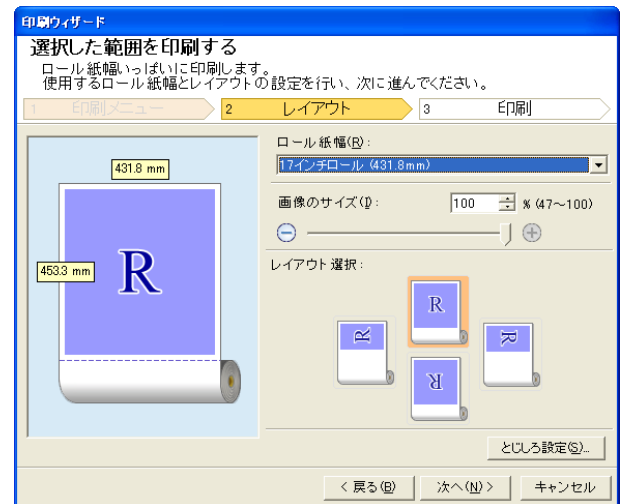 印刷ウィザード
選択した範囲を印刷する
ロール紙幅いっぱいに印刷します。
使用するロール紙幅とレイアウトの設定を行い、次に進んでください。
1 印刷メニュー 2 レイアウト 3 印刷
ロール紙幅(R):
431.8 mm
17インチロール (431.8mm)
画像のサイズ(I): 100 % (47～100)
R
453.3 mm
レイアウト選択:
R
R R
R
とじしろ設定(S)...
< 戻る(B) 次へ(N) > キャンセル